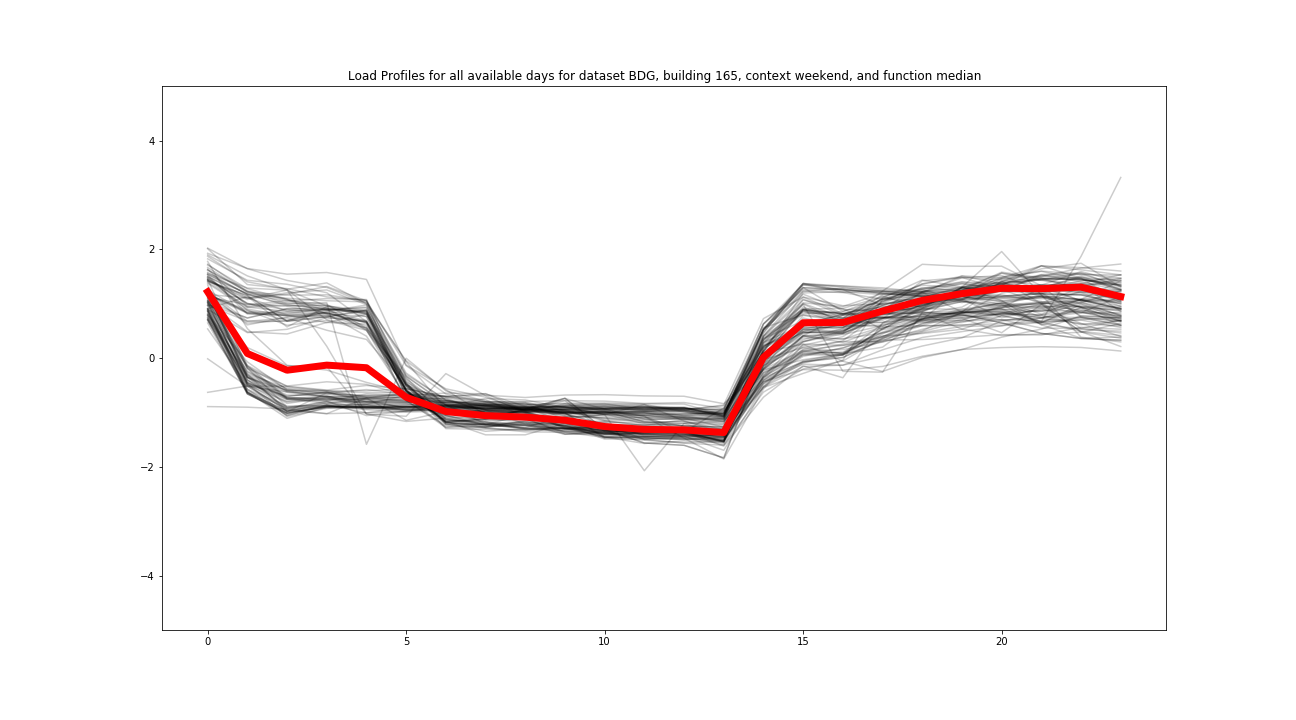 Load Profiles for all available days for dataset BDG, building 165, context weekend, and function median
4
2
0
−2
−4
0 5 10 15 20